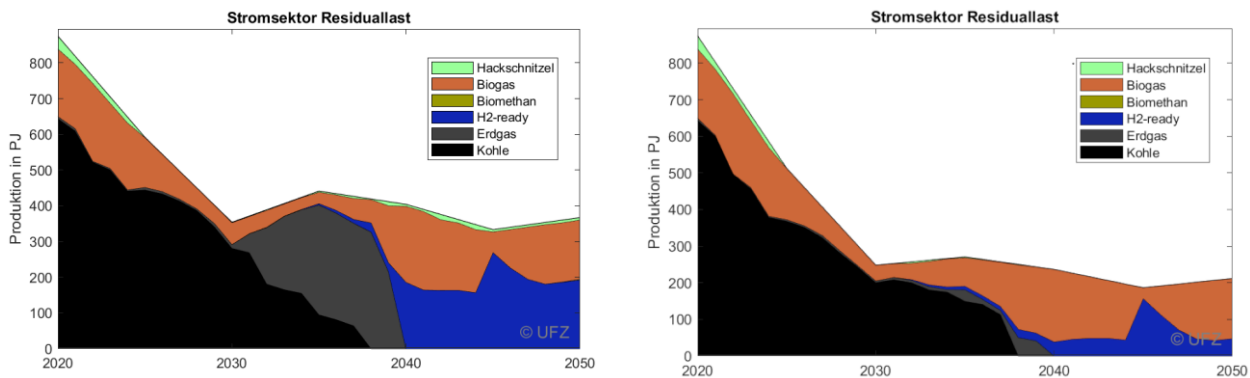 Stromsektor Residuallast
Produktion in PJ
800
700
600
500
400
300
200
100
0
2020
2030
2040
2050
Hackschnitzel
Biogas
Biomethan
H2-ready
Erdgas
Kohle
© UFZ
Stromsektor Residuallast
Produktion in PJ
800
700
600
500
400
300
200
100
0
2020
2030
2040
2050
Hackschnitzel
Biogas
Biomethan
H2-ready
Erdgas
Kohle
© UFZ